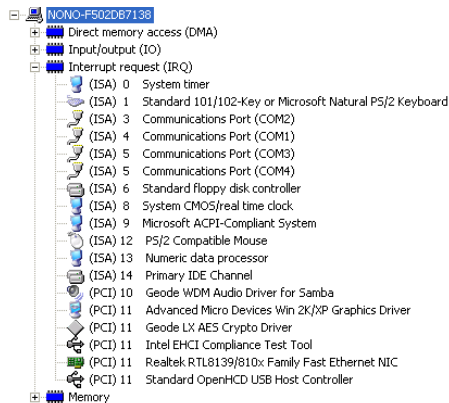 NONO-F502DB7138
Direct memory access (DMA)
Input/output (IO)
Interrupt request (IRQ)
(ISA) 0 System timer
(ISA) 1 Standard 101/102-Key or Microsoft Natural PS/2 Keyboard
(ISA) 3 Communications Port (COM2)
(ISA) 4 Communications Port (COM1)
(ISA) 5 Communications Port (COM3)
(ISA) 5 Communications Port (COM4)
(ISA) 6 Standard floppy disk controller
(ISA) 8 System CMOS/real time clock
(ISA) 9 Microsoft ACPI-Compliant System
(ISA) 12 PS/2 Compatible Mouse
(ISA) 13 Numeric data processor
(ISA) 14 Primary IDE Channel
(PCI) 10 Geode WDM Audio Driver for Samba
(PCI) 11 Advanced Micro Devices Win 2K/XP Graphics Driver
(PCI) 11 Geode LX AES Crypto Driver
(PCI) 11 Intel EHCI Compliance Test Tool
(PCI) 11 Realtek RTL8139/810x Family Fast Ethernet NIC
(PCI) 11 Standard OpenHCD USB Host Controller
Memory